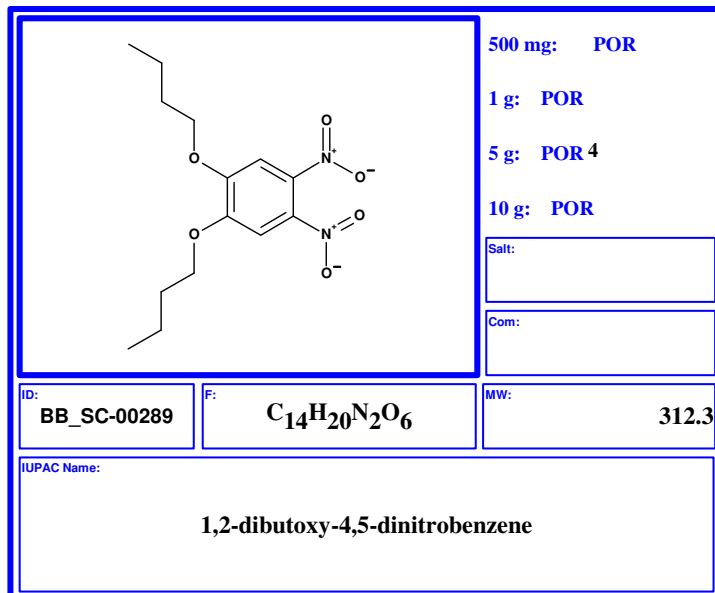 500 mg: POR
1 g: POR
5 g: POR 4
10 g: POR
O
N+
O
O−
O
N+
O
O−
Salt:
Com:
ID:
BB_SC-00289
F:
C14H20N2O6
MW:
312.3
IUPAC Name:
1,2-dibutoxy-4,5-dinitrobenzene